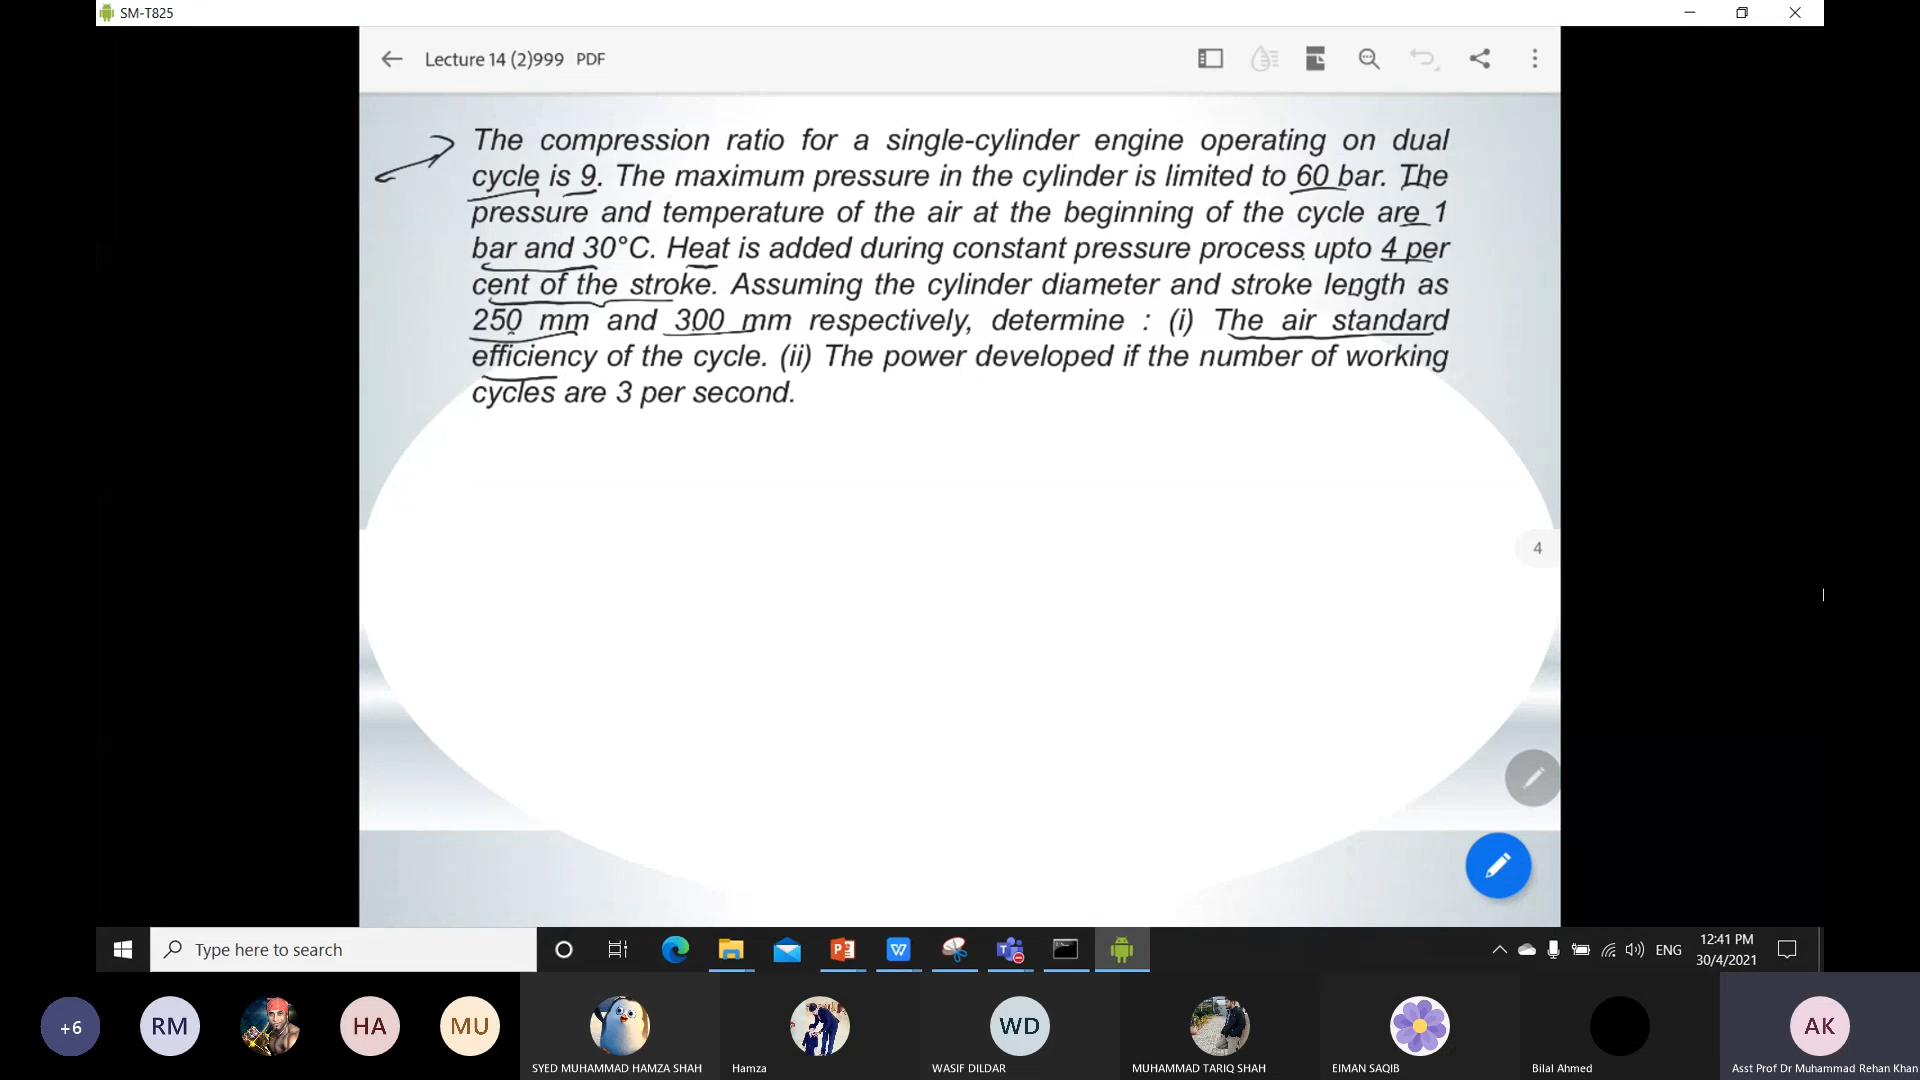 SM-T825
Lecture 14 (2)999 PDF
The compression ratio for a single-cylinder engine operating on dual
cycle is 9. The maximum pressure in the cylinder is limited to 60 bar. The
pressure and temperature of the air at the beginning of the cycle are 1
bar and 30°C. Heat is added during constant pressure process upto 4 per
cent of the stroke. Assuming the cylinder diameter and stroke length as
250 mm and 300 mm respectively, determine : (i) The air standard
efficiency of the cycle. (ii) The power developed if the number of working
cycles are 3 per second.
4
Type here to search
ENG
12:41 PM
30/4/2021
+6
RM
HA
MU
WD
AK
SYED MUHAMMAD HAMZA SHAH
Hamza
WASIF DILDAR
MUHAMMAD TARIQ SHAH
EIMAN SAQIB
Bilal Ahmed
Asst Prof Dr Muhammad Rehan Khan